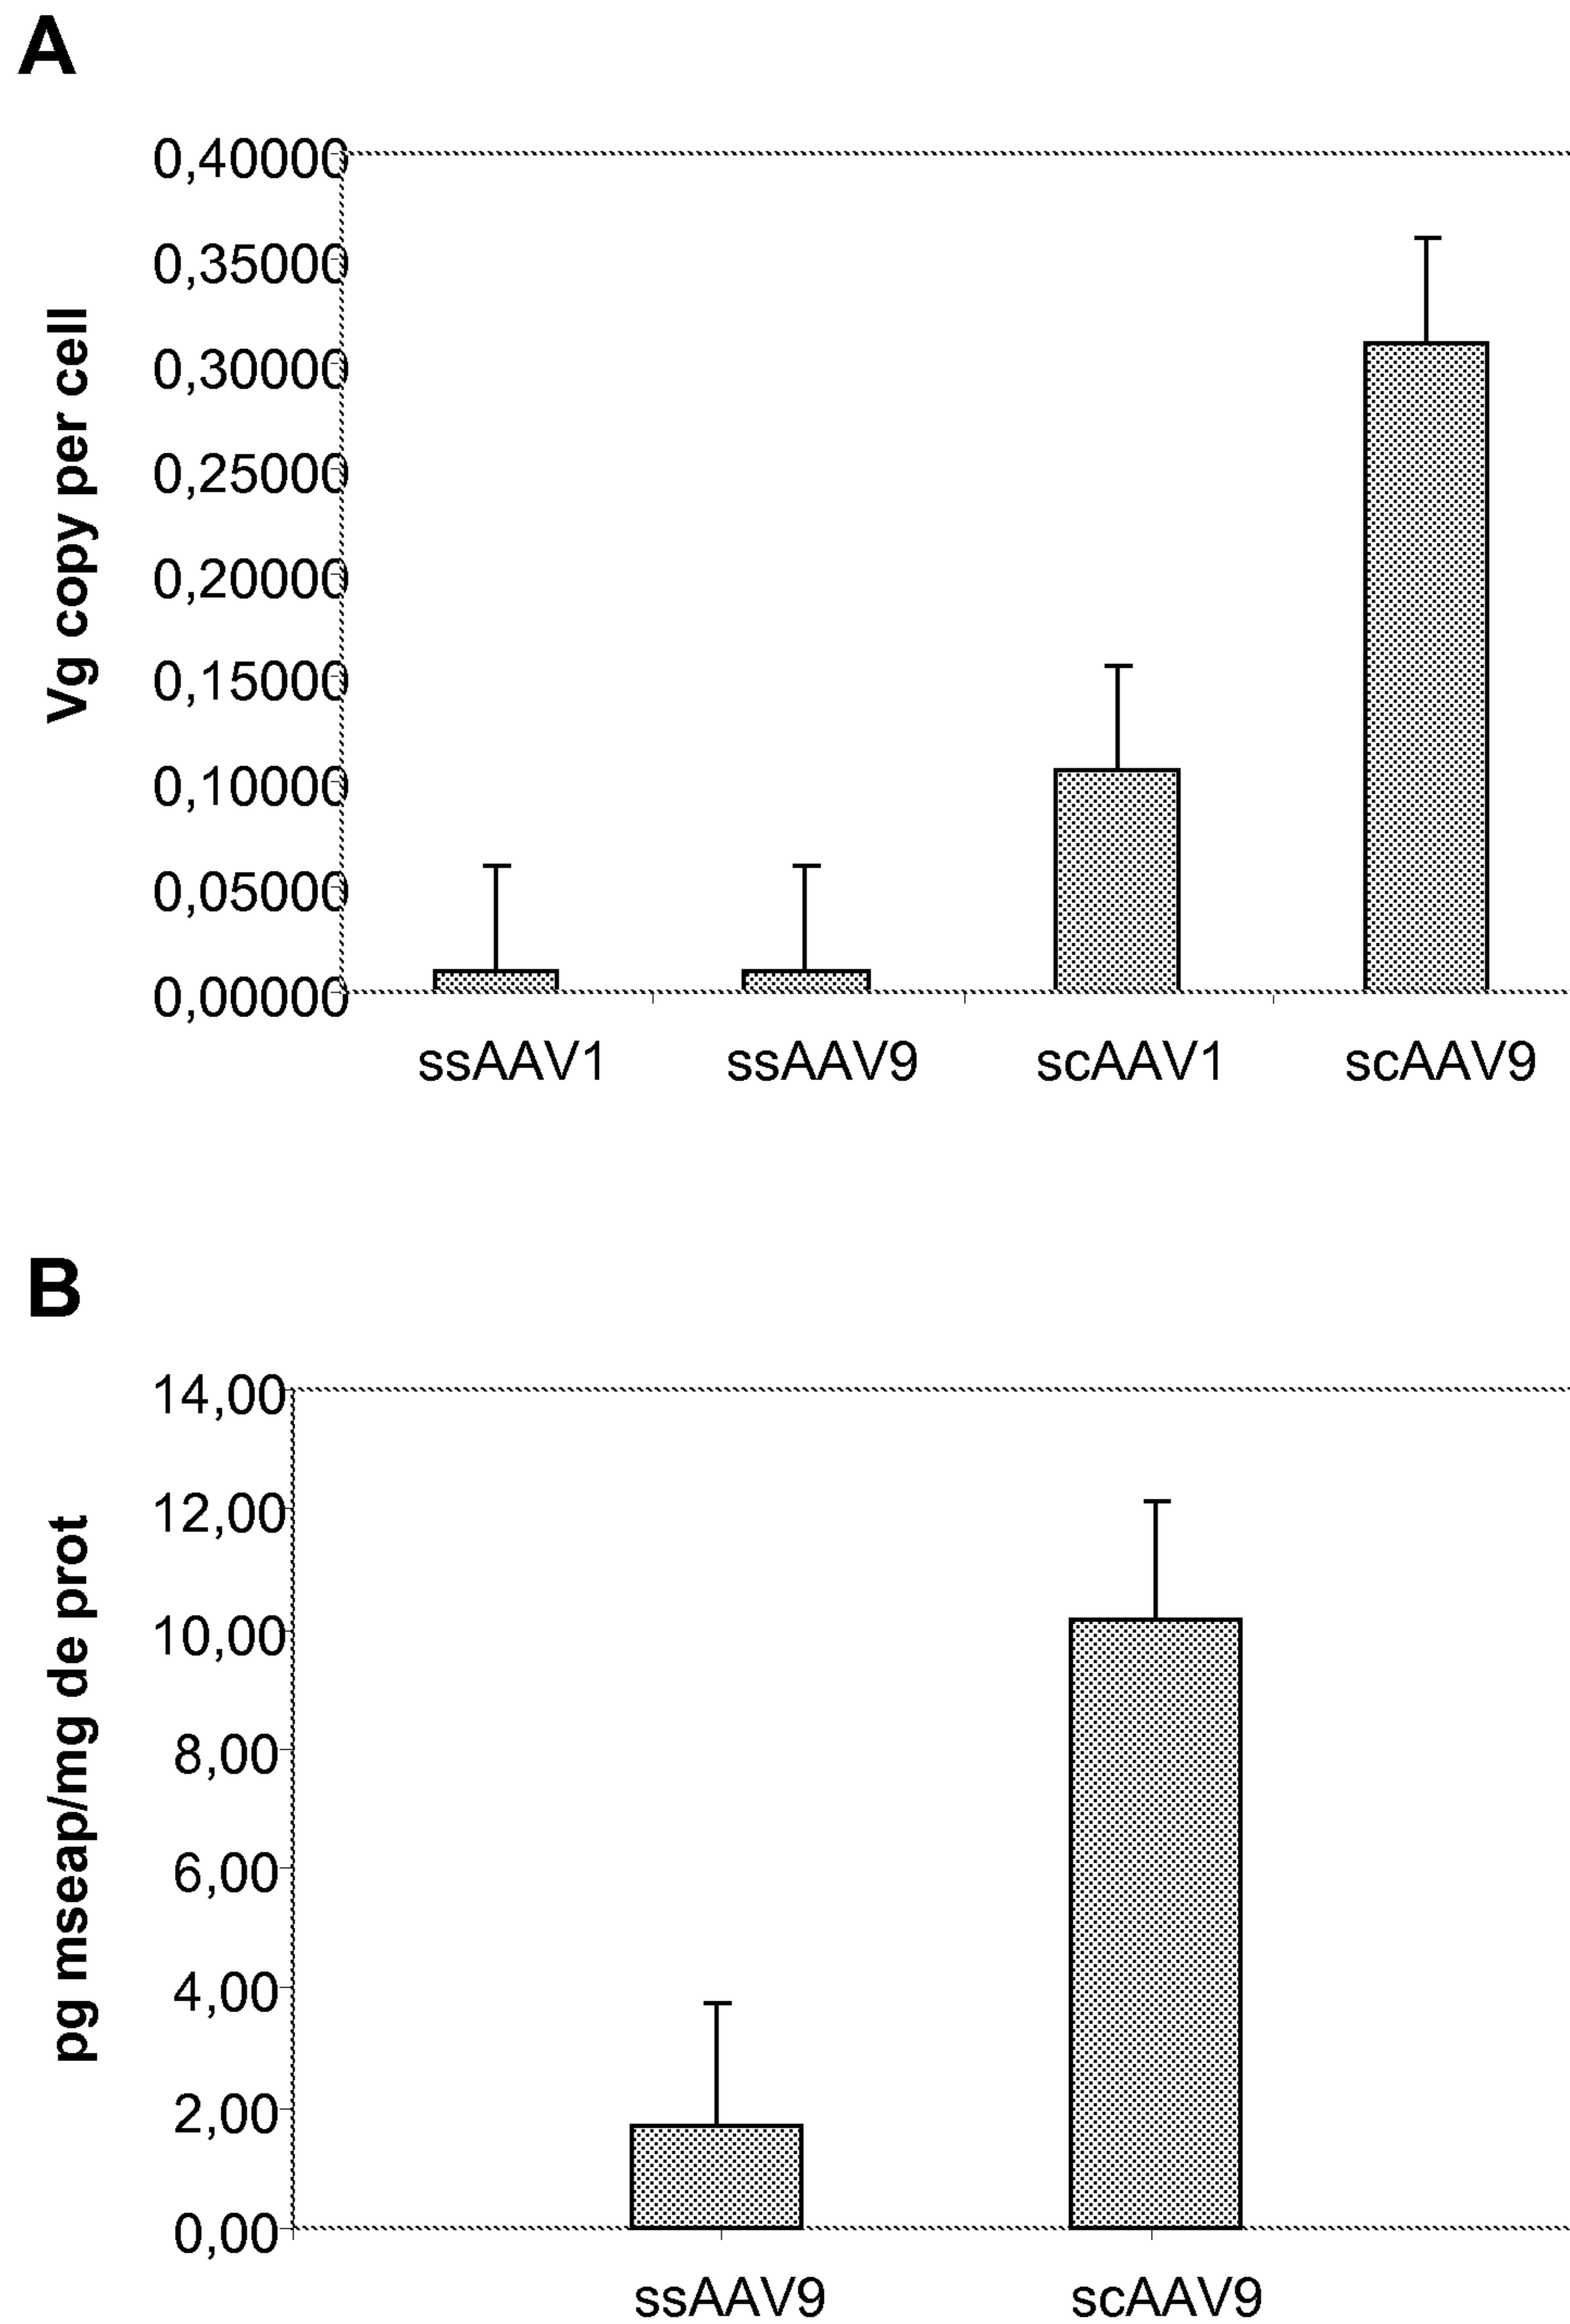 A
Vg copy per cell
0,40000
0,35000
0,30000
0,25000
0,20000
0,15000
0,10000
0,05000
0,00000
ssAAV1 ssAAV9 scAAV1 scAAV9
B
pg mseap/mg de prot
14,00
12,00
10,00
8,00
6,00
4,00
2,00
0,00
ssAAV9 scAAV9